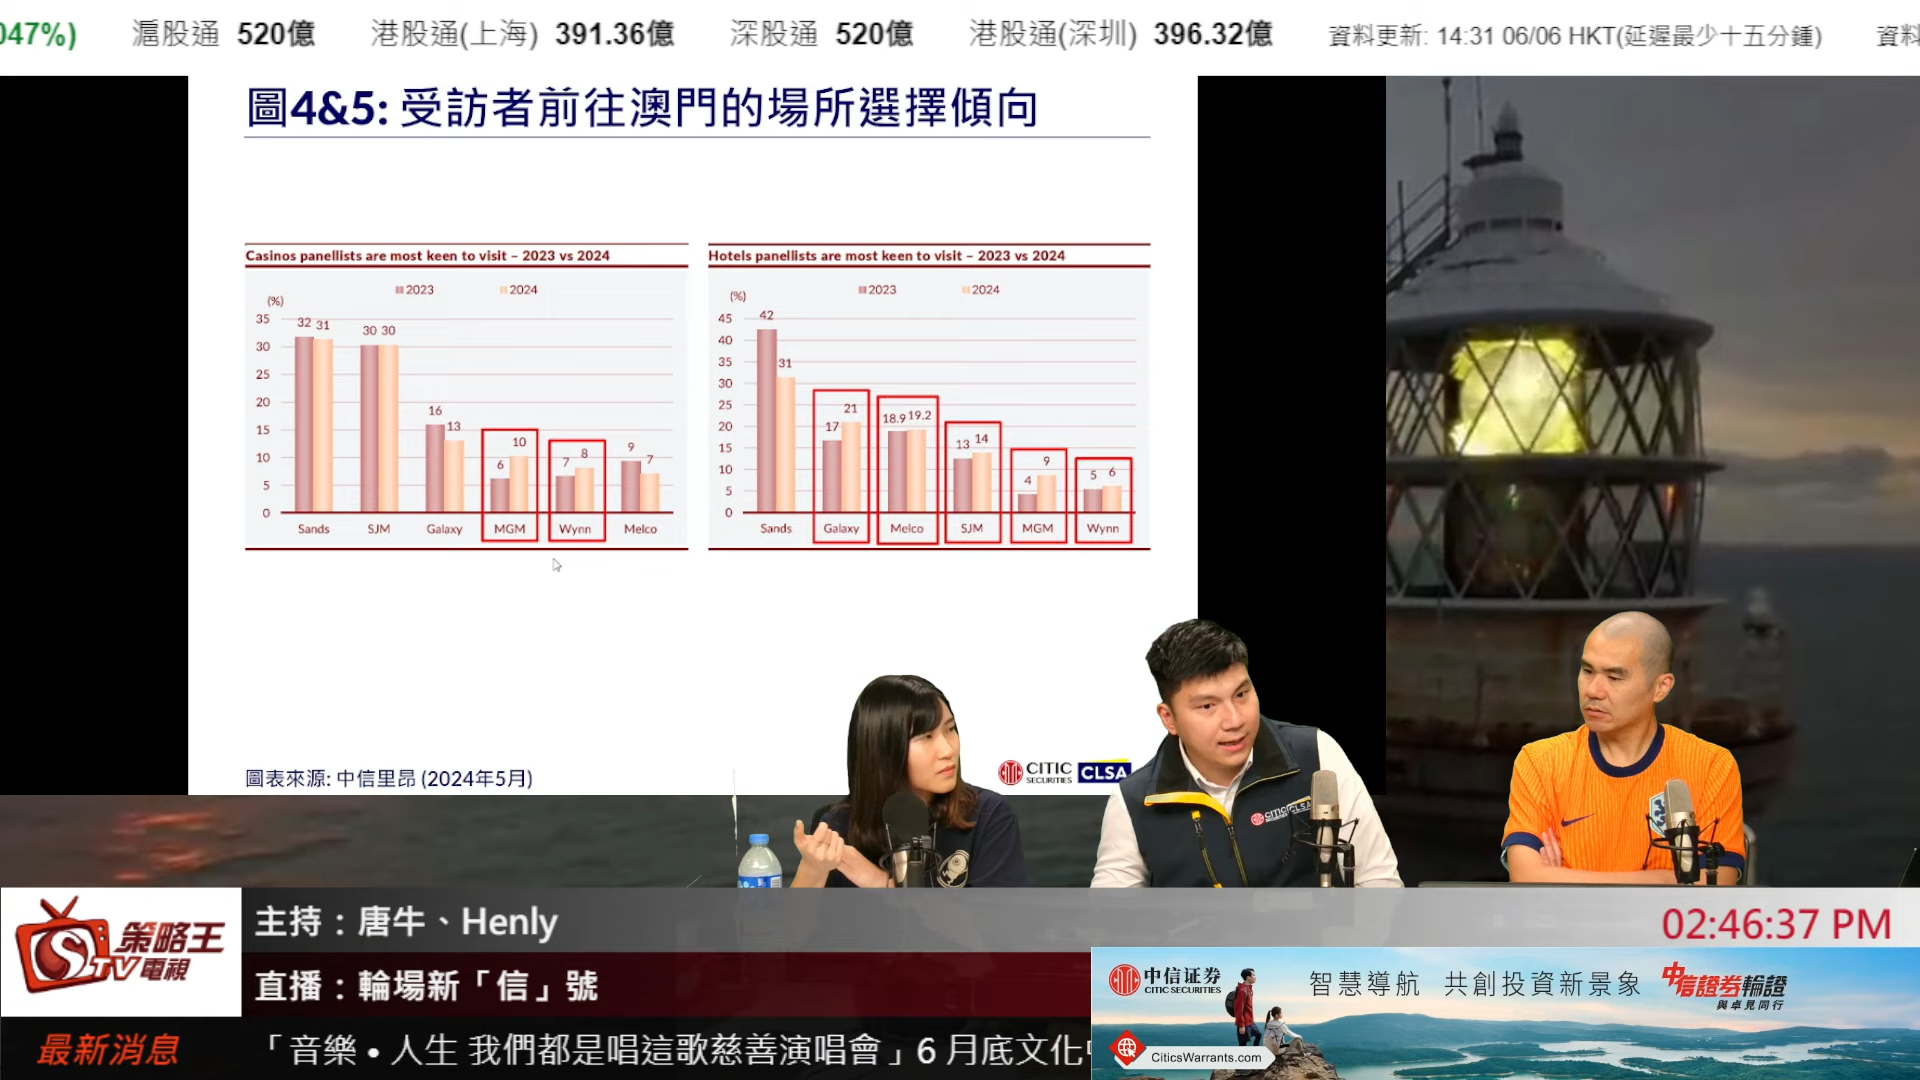 047%) 滬股通 520億 港股通(上海) 391.36億 深股通 520億 港股通(深圳) 396.32億 資料更新: 14:31 06/06 HKT(延遲最少十五分鍾) 資料
圖4&5: 受訪者前往澳門的場所選擇傾向
Casinos panellists are most keen to visit – 2023 vs 2024
2023 2024
(%)
35
30
25
20
15
10
5
0
32 31
30 30
16 13
6 10
7 8
9 7
Sands SJM Galaxy MGM Wynn Melco
Hotels panellists are most keen to visit – 2023 vs 2024
2023 2024
(%)
45
40
35
30
25
20
15
10
5
0
42 31
17 21
18.9 19.2
13 14
4 9
5 6
Sands Galaxy Melco SJM MGM Wynn
圖表來源: 中信里昂 (2024年5月)
CITIC SECURITIES CLSA
CITIC SECURITIES CLSA
策略王
STV電視
主持：唐牛、Henly
02:46:37 PM
直播：輪場新「信」號
最新消息
「音樂 • 人生 我們都是唱這歌慈善演唱會」6 月底文化
中信证券
CITIC SECURITIES
智慧導航 共創投資新景象
中信證券輪證
與卓見同行
CiticsWarrants.com